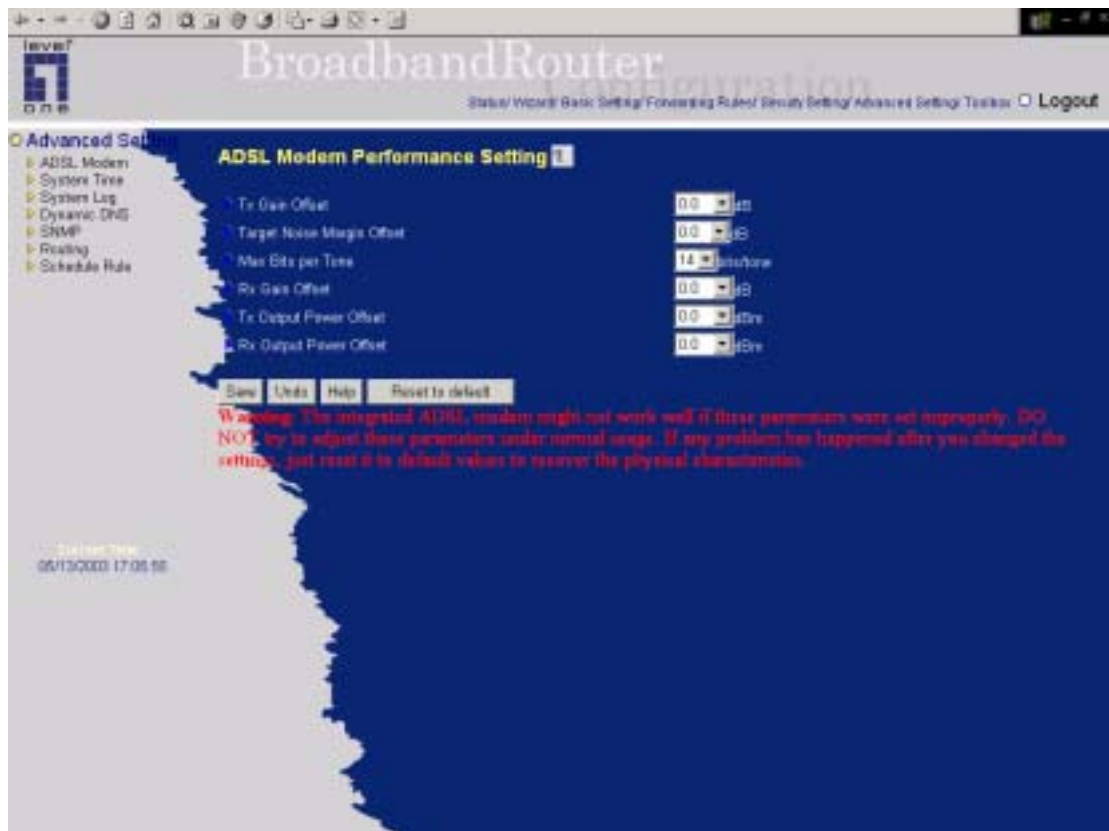 level
one
BroadbandRouter
Configuration
Status/ Wizard/ Basic Setting/ Forwarding Rules/ Security Setting/ Advanced Setting/ Toolbox
Logout
Advanced Setting
ADSL Modem
System Time
System Log
Dynamic DNS
SNMP
Routing
Schedule Rule
Current Time
05/13/2003 17:06:56
ADSL Modem Performance Setting
Tx Gain Offset 0.0 dB
Target Noise Margin Offset 0.0 dB
Max Bits per Tone 14 bits/tone
Rx Gain Offset 0.0 dB
Tx Output Power Offset 0.0 dBm
Rx Output Power Offset 0.0 dBm
Save Undo Help Reset to default
Warning: The integrated ADSL modem might not work well if these parameters were set improperly. DO
NOT try to adjust these parameters under normal usage. If any problem has happened after you changed the
settings, just reset it to default values to recover the physical characteristics.